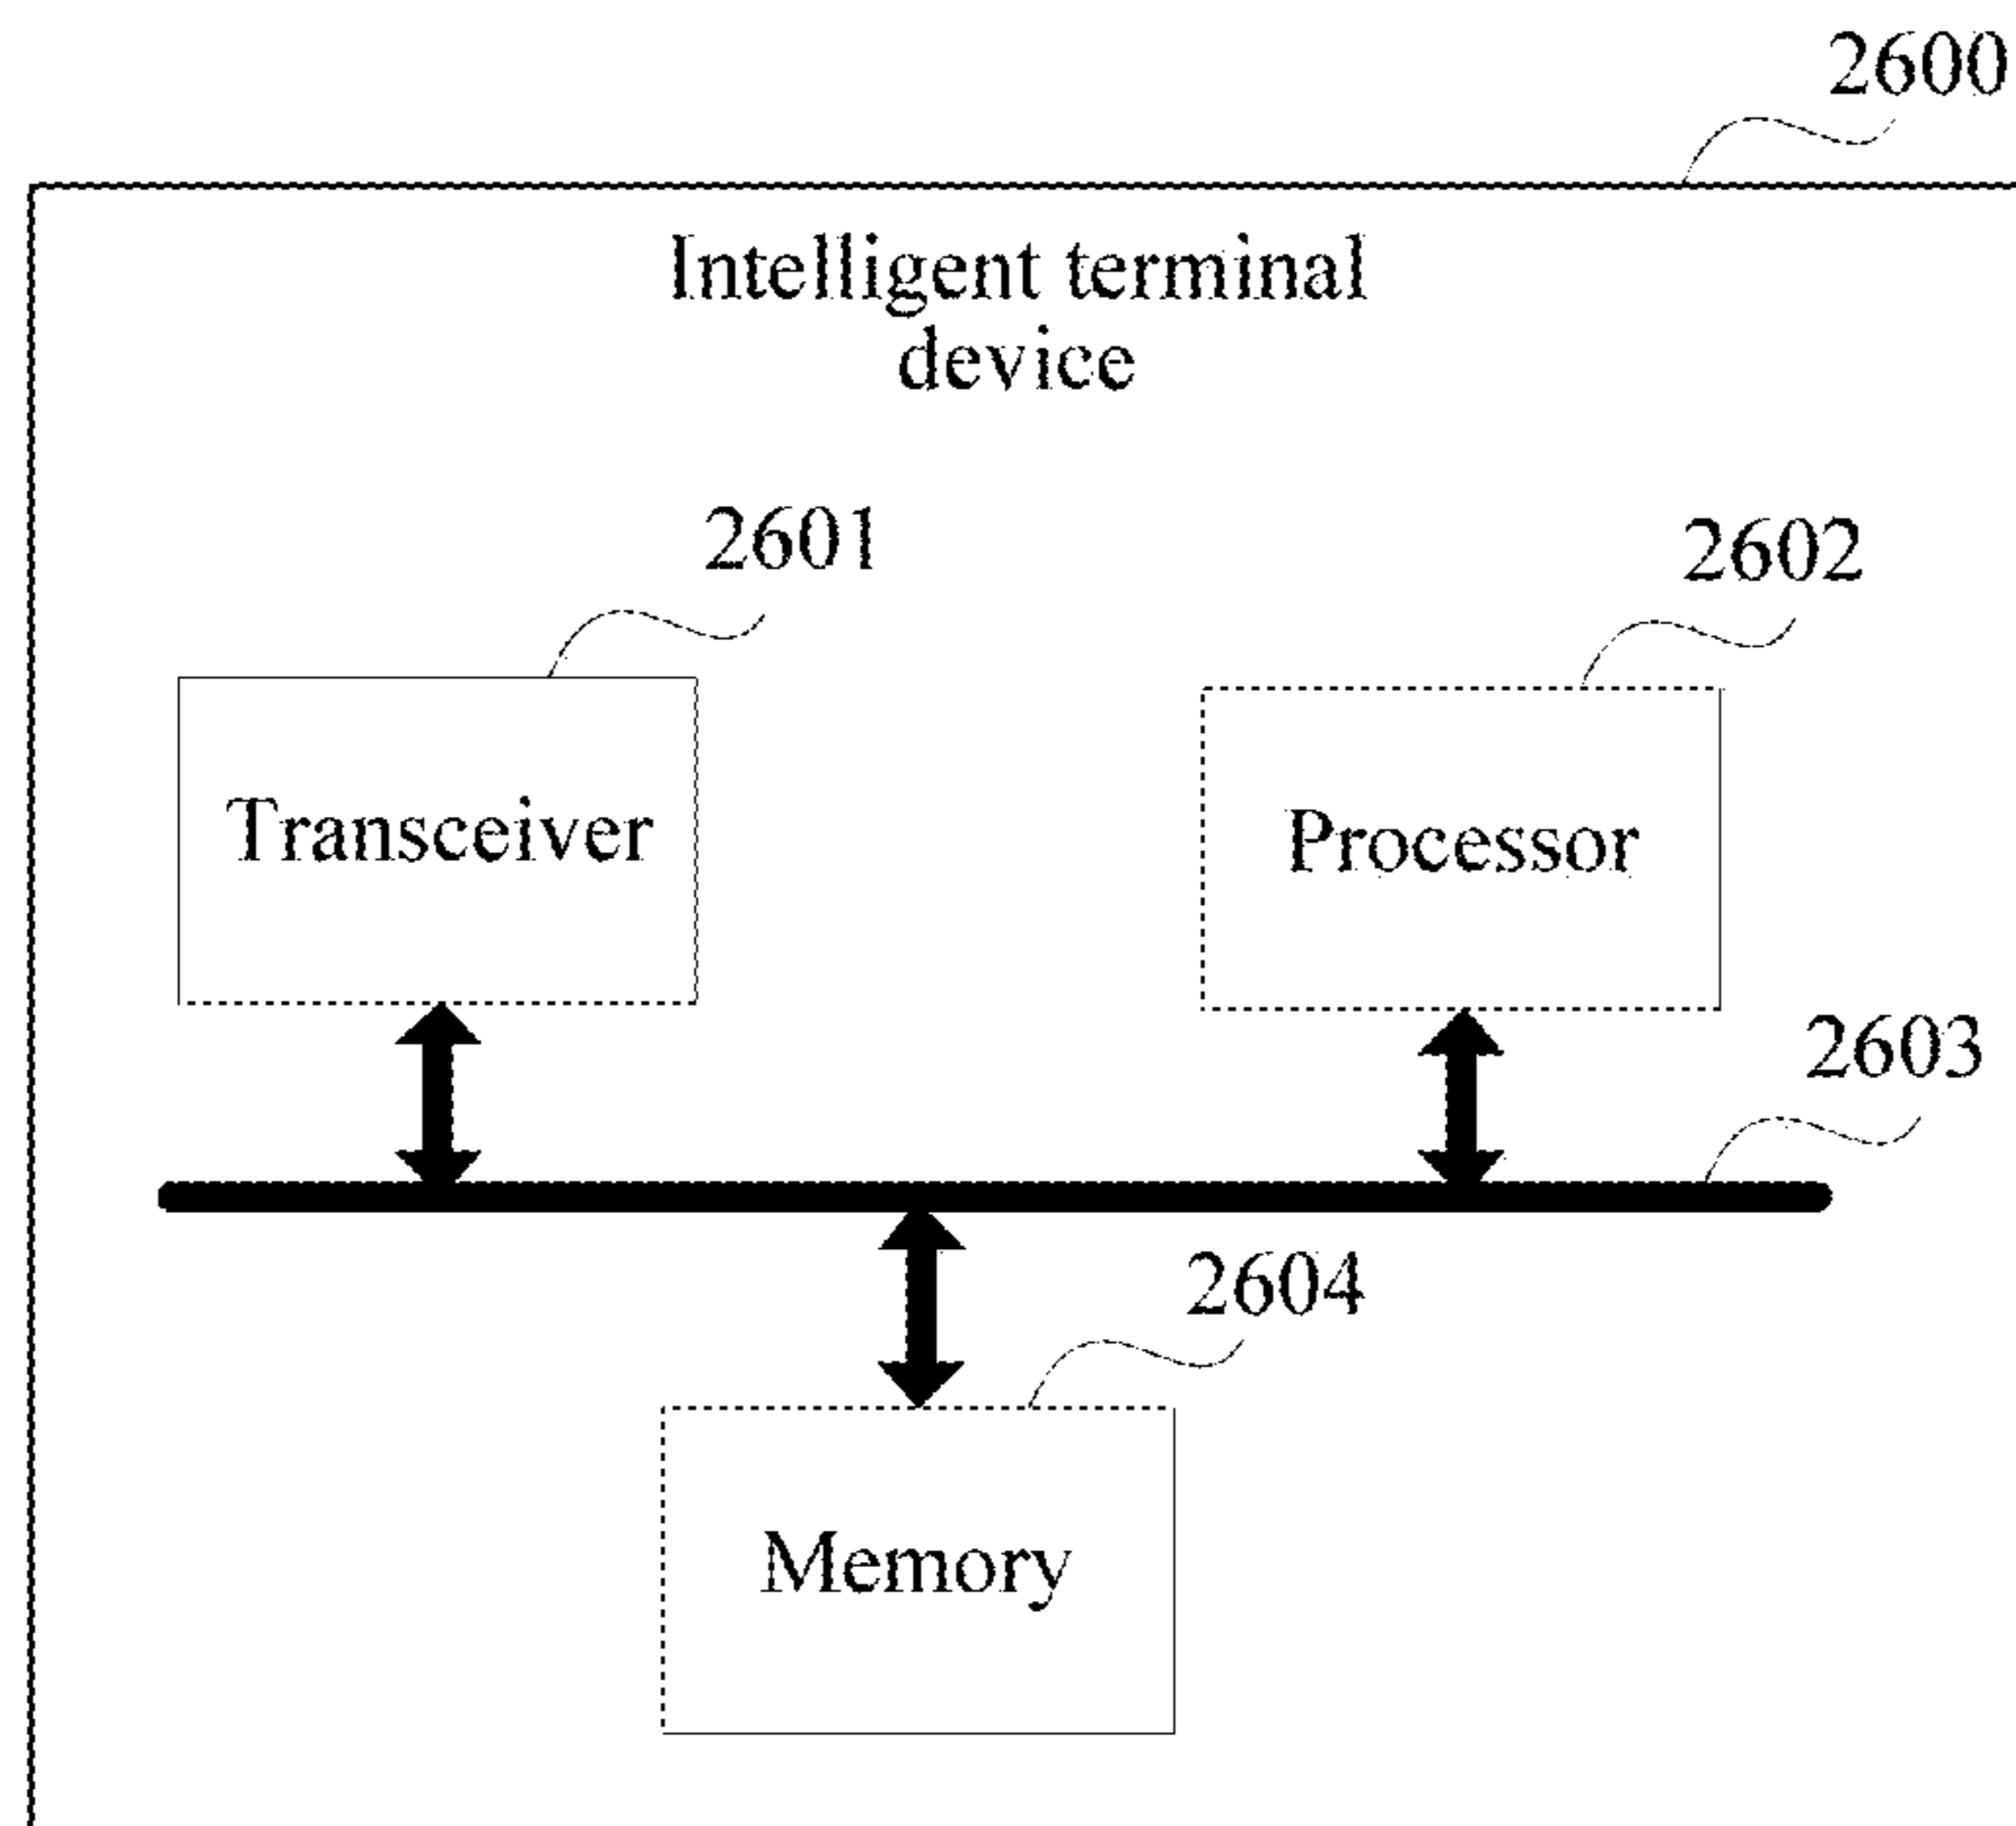 2600
Intelligent terminal
device
2601
2602
Transceiver
Processor
2603
2604
Memory